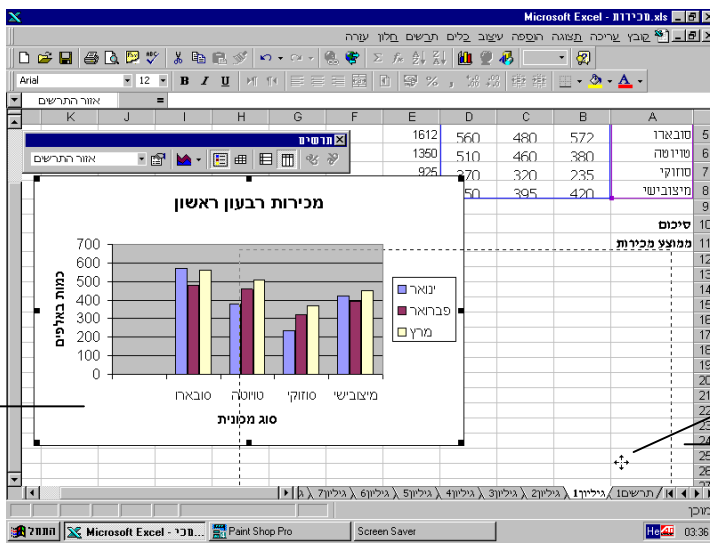 Microsoft Excel - מכירות.xls
קובץ עריכה תצוגה הוספה עיצוב כלים תרשים חלון עזרה
Arial 12 B I U
אזור התרשים =
A B C D E F G H I J K
5 סובארו 572 480 560 1612
6 טויוטה 380 460 510 1350
7 סוזוקי 235 320 370 925
8 מיצובישי 420 395 50
9
10 סיכום
11 ממוצע מכירות
12
13
14
15
16
17
18
19
20
21
22
23
24
25
26
27
תרשים
אזור התרשים
מכירות רבעון ראשון
700
600
500
400
300
200
100
0
כמות באלפים
סובארו טויוטה סוזוקי מיצובישי
סוג מכונית
ינואר
פברואר
מרץ
תרשים1 גיליון1 גיליון2 גיליון3 גיליון4 גיליון5 גיליון6 גיליון7 ג
מוכן
התחל Microsoft Excel - מכי... Paint Shop Pro Screen Saver He 03:36